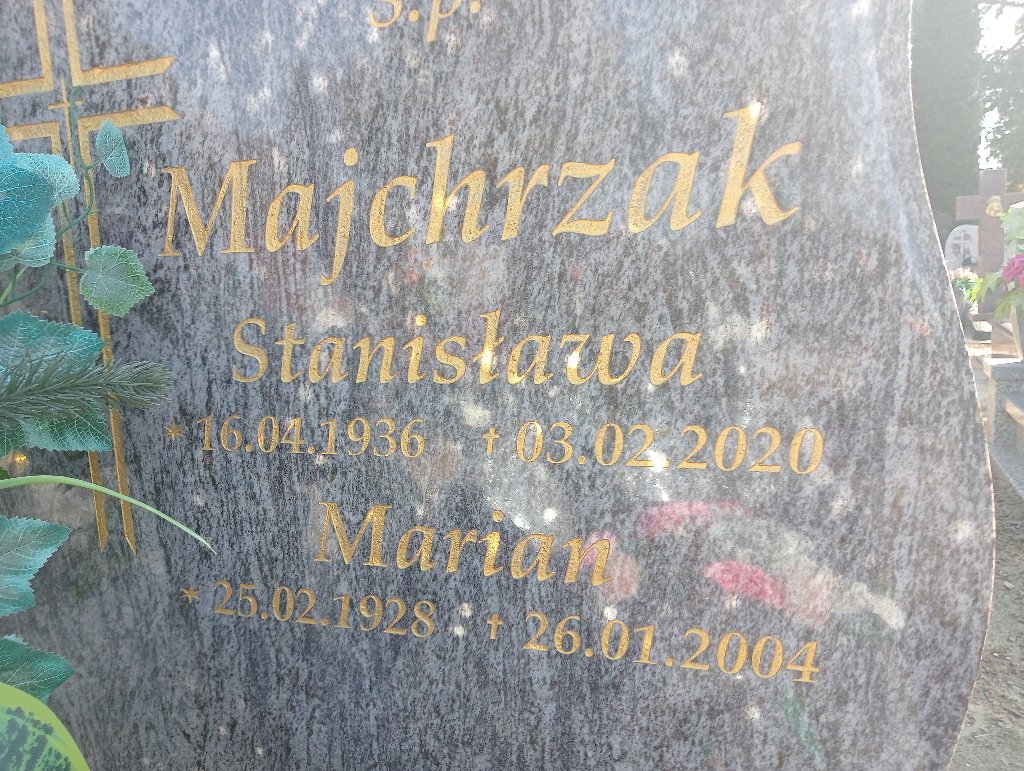 Ś.P.
Majchrzak
Stanisława
* 16.04.1936 † 03.02.2020
Marian
* 25.02.1928 † 26.01.2004